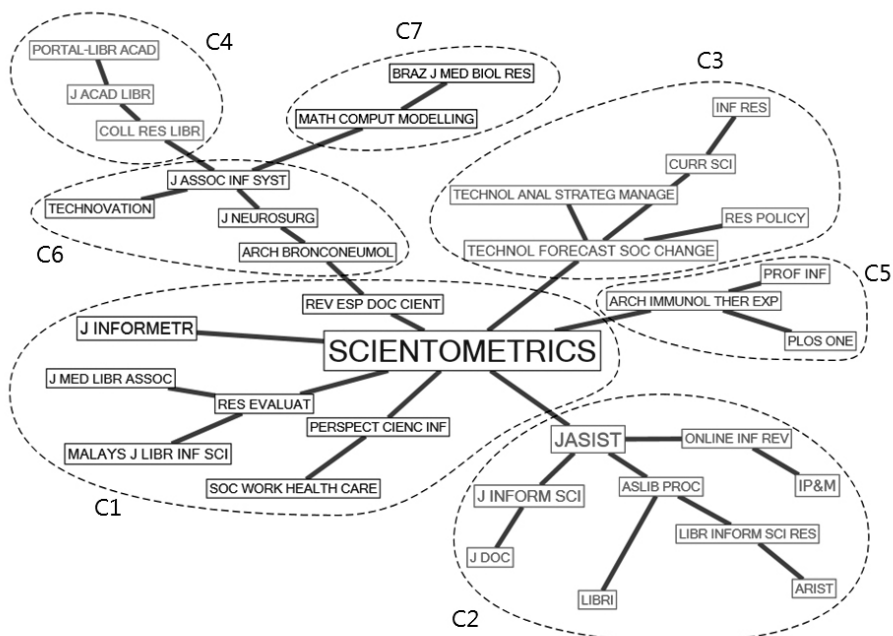 C4
PORTAL-LIBR ACAD
J ACAD LIBR
COLL RES LIBR
C7
BRAZ J MED BIOL RES
MATH COMPUT MODELLING
C3
INF RES
CURR SCI
TECHNOL ANAL STRATEG MANAGE
RES POLICY
TECHNOL FORECAST SOC CHANGE
J ASSOC INF SYST
TECHNOVATION
J NEUROSURG
ARCH BRONCONEUMOL
C6
C5
PROF INF
ARCH IMMUNOL THER EXP
PLOS ONE
REV ESP DOC CIENT
J INFORMETR
SCIENTOMETRICS
J MED LIBR ASSOC
RES EVALUAT
PERSPECT CIENC INF
MALAYS J LIBR INF SCI
SOC WORK HEALTH CARE
C1
JASIST
ONLINE INF REV
IP&M
J INFORM SCI
ASLIB PROC
J DOC
LIBR INFORM SCI RES
LIBRI
ARIST
C2